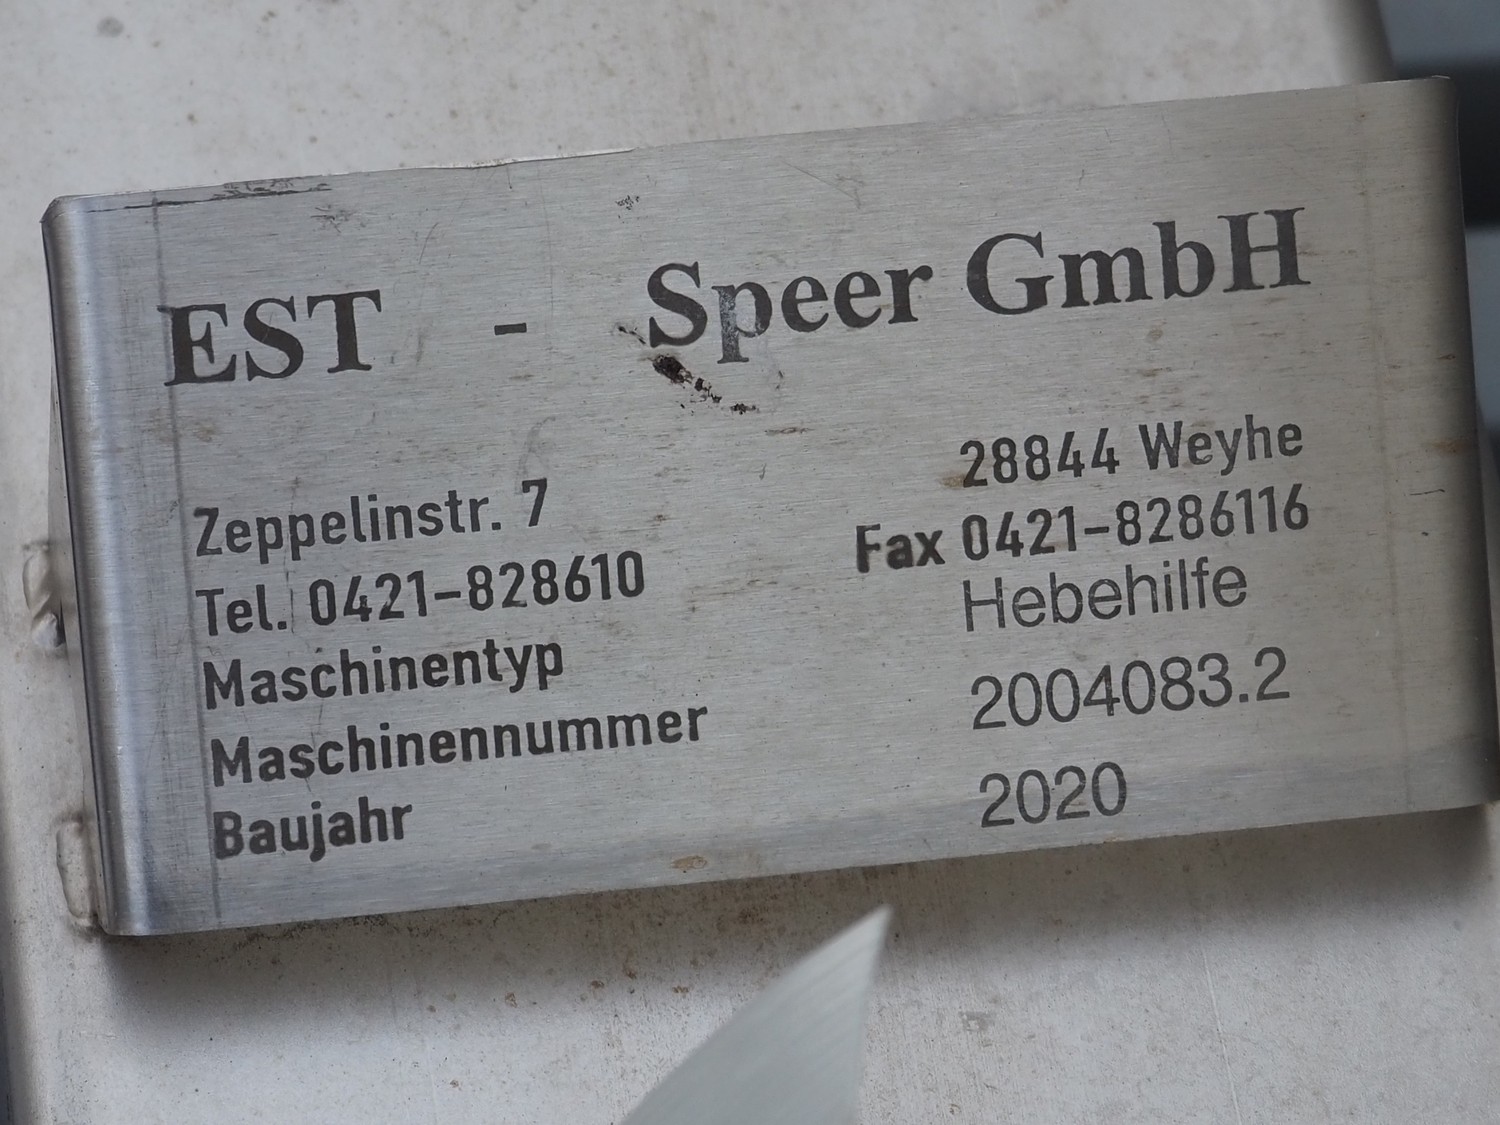 EST - Speer GmbH
Zeppelinstr. 7 28844 Weyhe
Tel. 0421-828610 Fax 0421-8286116
Maschinentyp Hebehilfe
Maschinennummer 2004083.2
Baujahr 2020